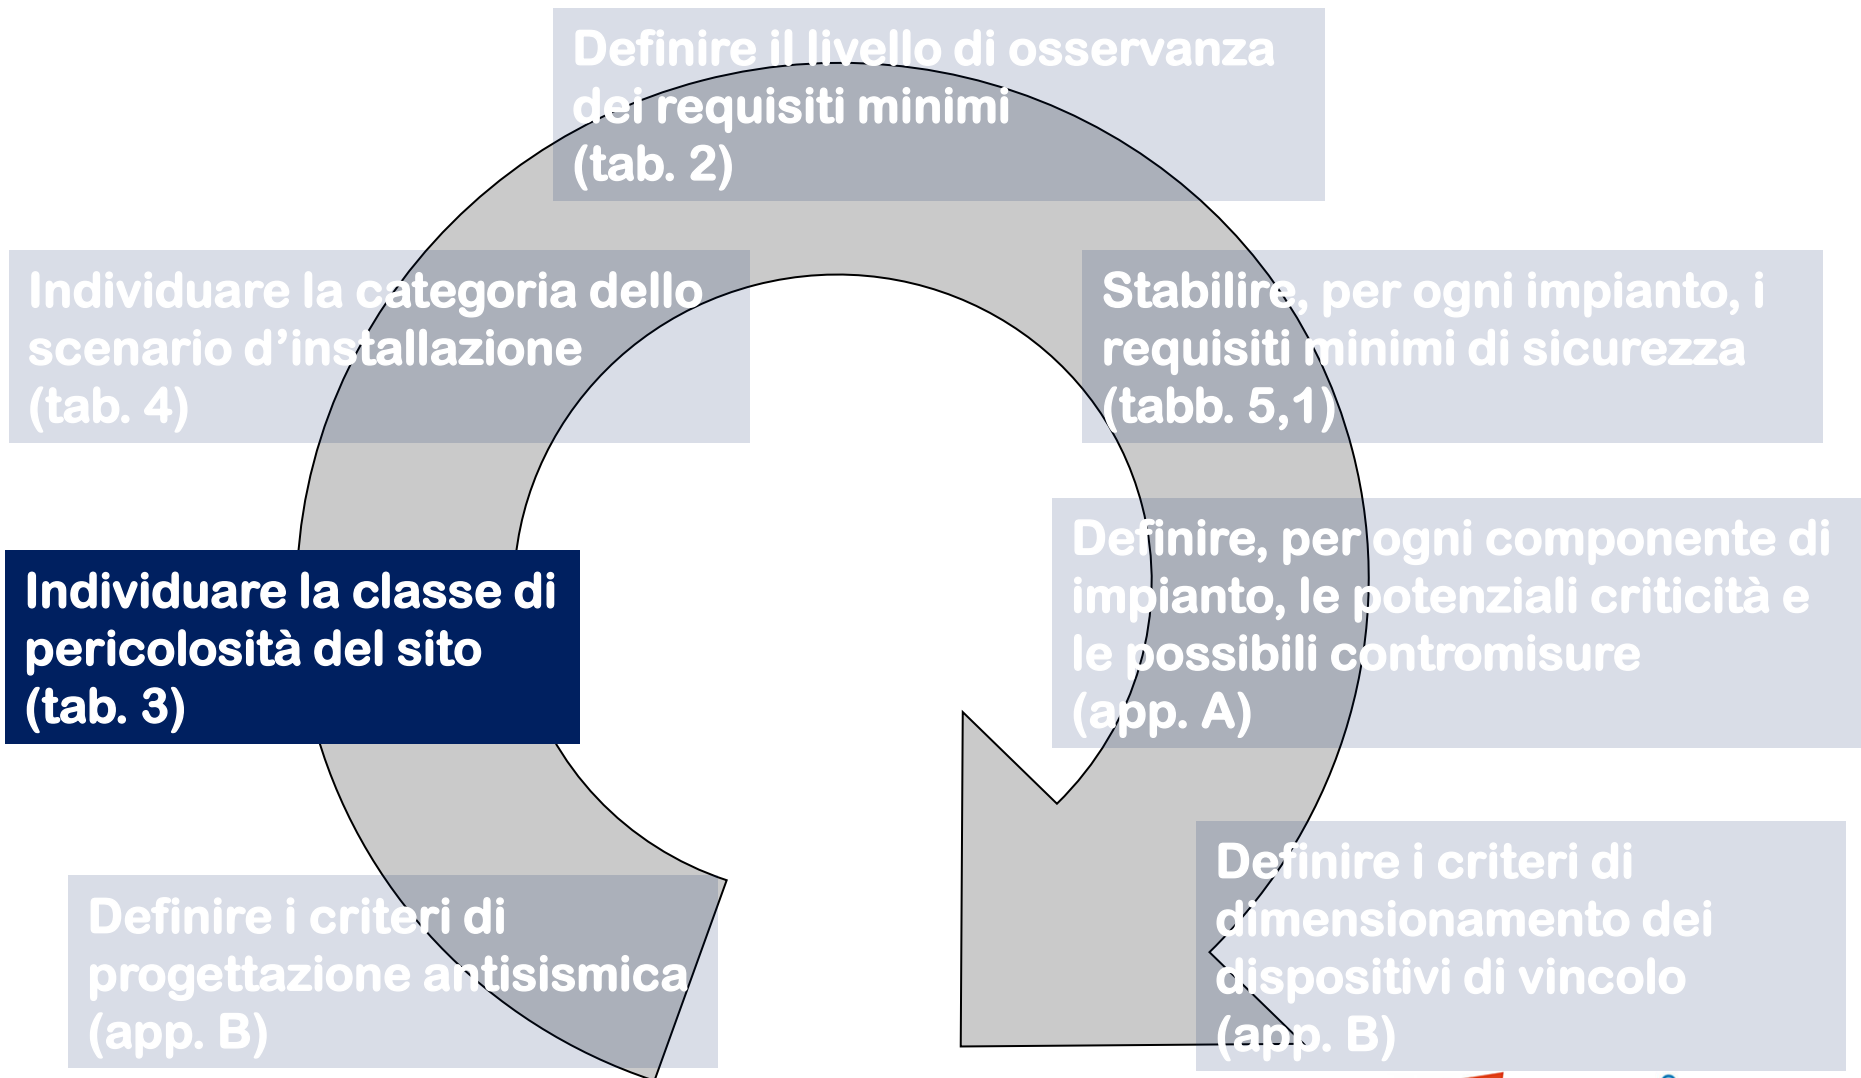 Definire il livello di osservanza
dei requisiti minimi
(tab. 2)
Individuare la categoria dello
scenario d’installazione
(tab. 4)
Stabilire, per ogni impianto, i
requisiti minimi di sicurezza
(tabb. 5,1)
Individuare la classe di
pericolosità del sito
(tab. 3)
Definire, per ogni componente di
impianto, le potenziali criticità e
le possibili contromisure
(app. A)
Definire i criteri di
progettazione antisismica
(app. B)
Definire i criteri di
dimensionamento dei
dispositivi di vincolo
(app. B)